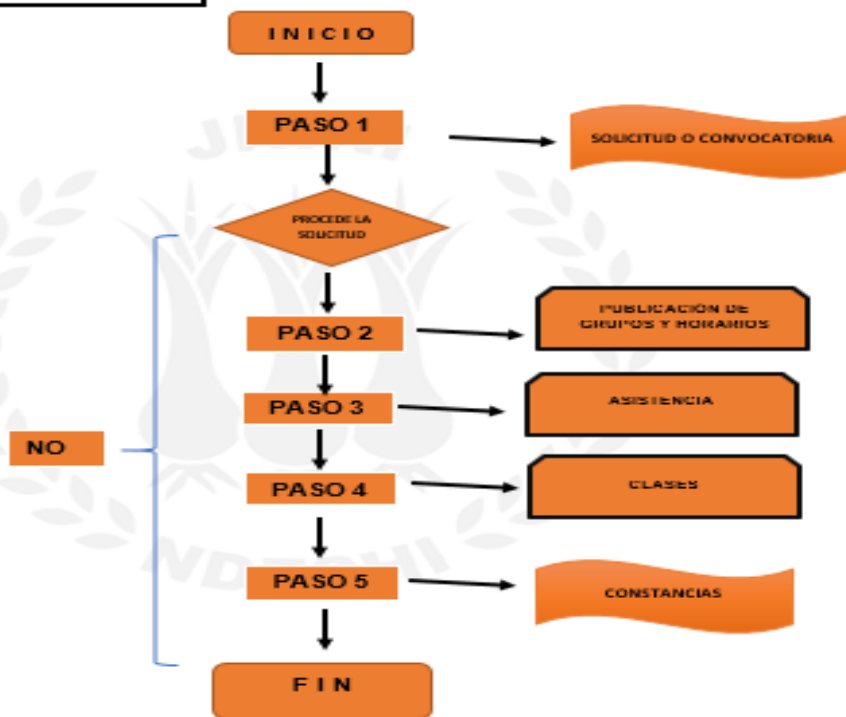 INICIO
PASO 1
SOLICITUD O CONVOCATORIA
PROCEDE LA
SOLICITUD
PASO 2
PUBLICACIÓN DE
GRUPOS Y HORARIOS
PASO 3
ASISTENCIA
NO
PASO 4
CLASES
PASO 5
CONSTANCIAS
FIN